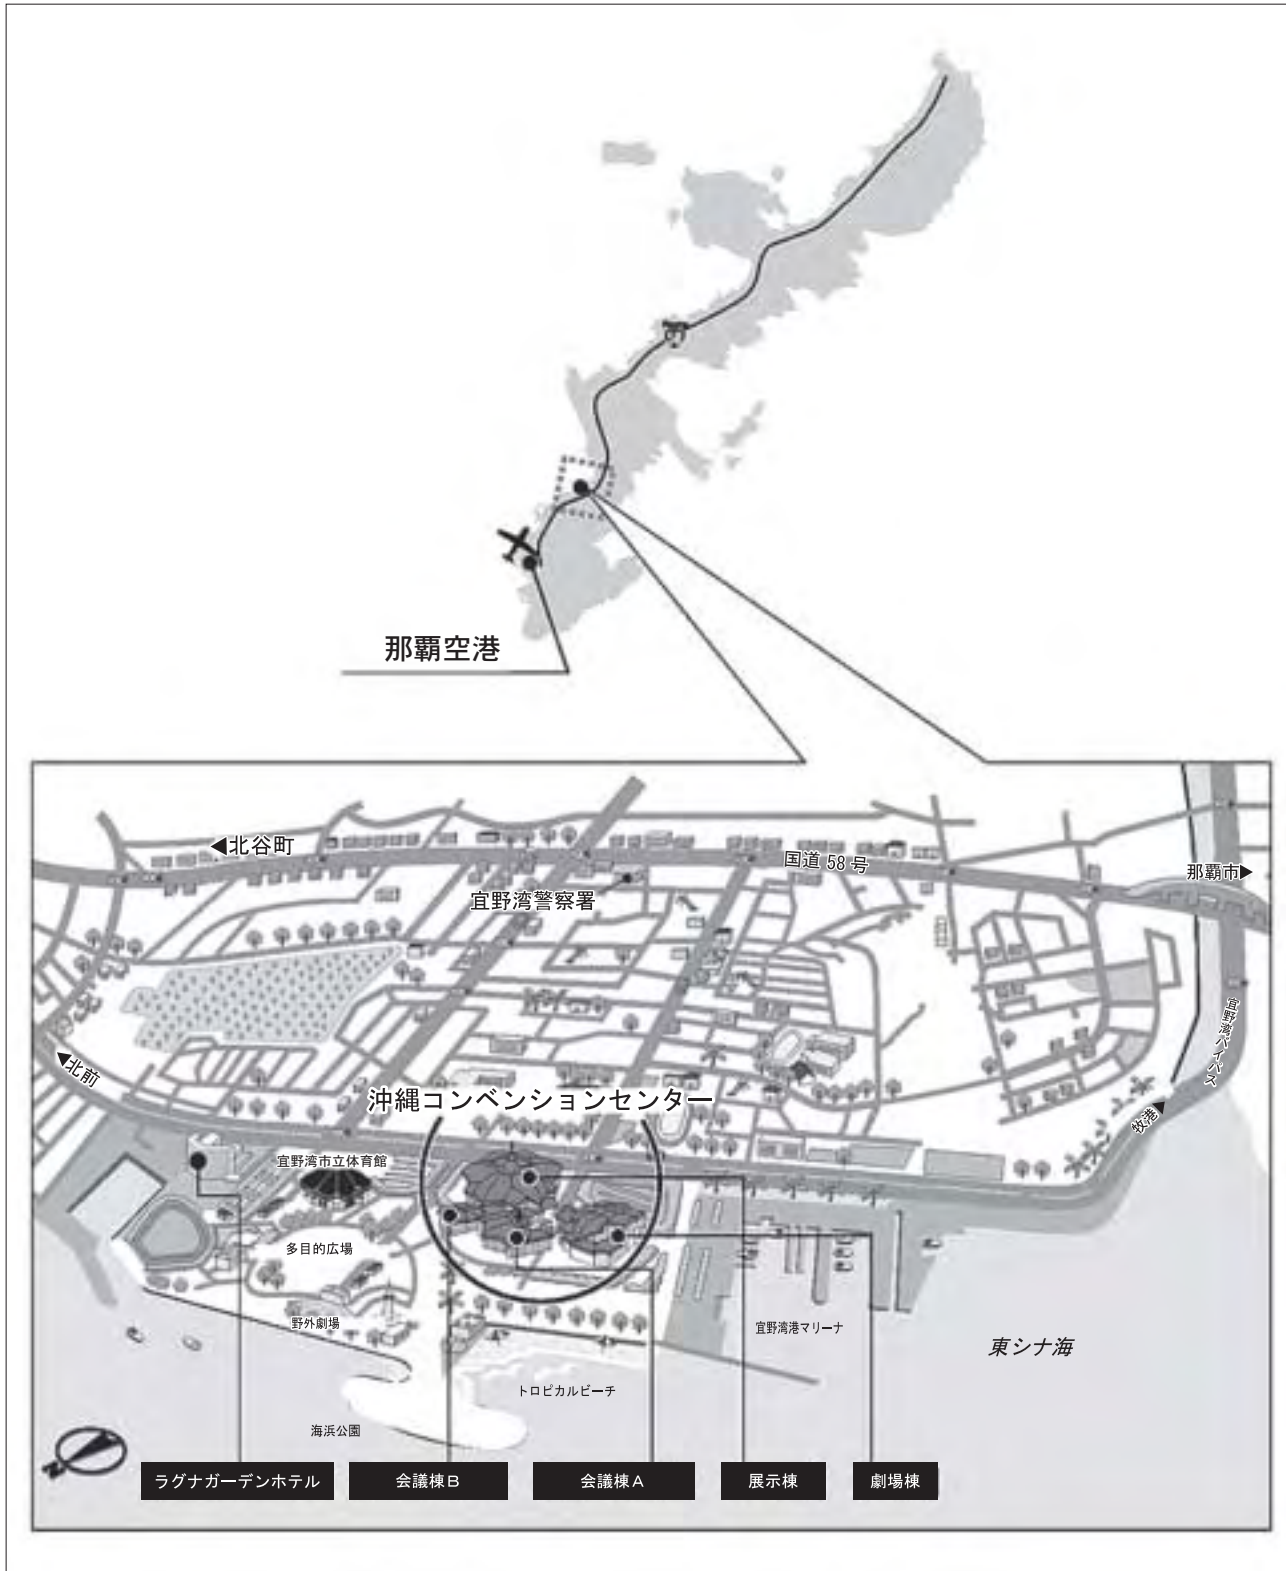 那覇空港
◀北谷町
国道 58 号
那覇市▶
宜野湾警察署
宜野湾バイパス
◀北前
牧港▶
沖縄コンベンションセンター
宜野湾市立体育館
多目的広場
野外劇場
宜野湾港マリーナ
東シナ海
トロピカルビーチ
海浜公園
N
ラグナガーデンホテル
会議棟B
会議棟A
展示棟
劇場棟